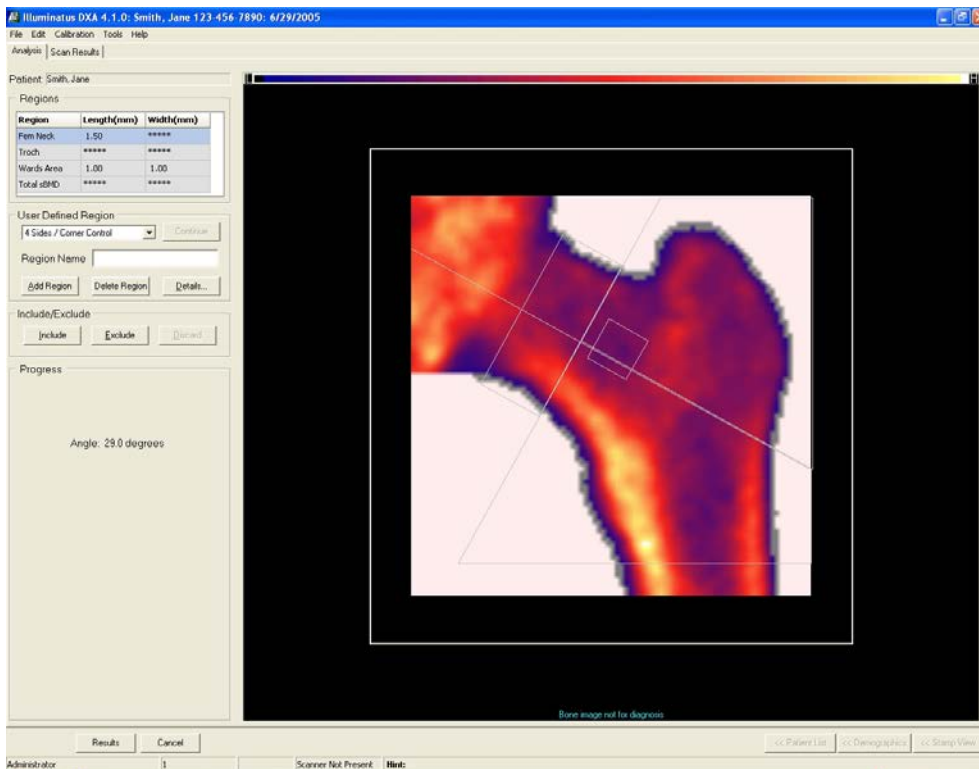 Illuminatus DXA 4.1.0: Smith, Jane 123-456-7890: 6/29/2005
File Edit Calibration Tools Help
Analysis Scan Results
Patient Smith, Jane
Regions
Region Length(mm) Width(mm)
Fem Neck 1.50 *****
Troch ***** *****
Wards Area 1.00 1.00
Total sBMD ***** *****
User Defined Region
4 Sides / Corner Control Continue
Region Name
Add Region Delete Region Details...
Include/Exclude
Include Exclude Discard
Progress
Angle: 29.0 degrees
Bone image not for diagnosis
Results Cancel << Patient List << Demographics << Stamp View
Administrator 1 Scanner Not Present Hint: